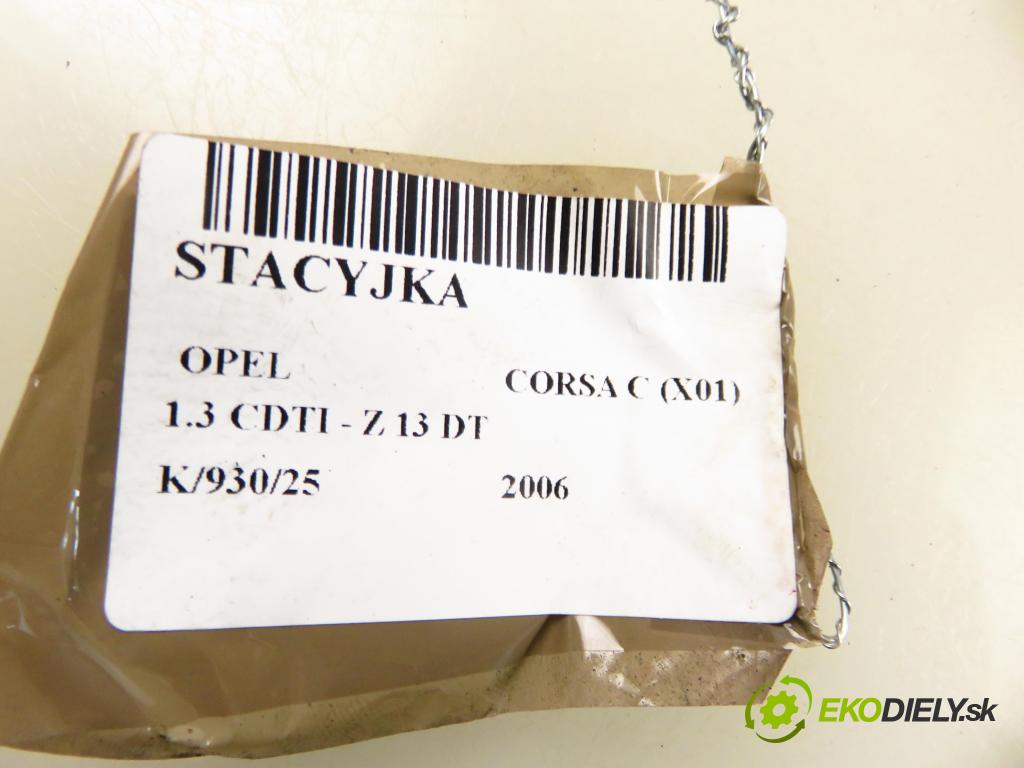 STACYJKA
OPEL CORSA C (X01)
1.3 CDTI - Z 13 DT
K/930/25 2006
EKODIELY.sk